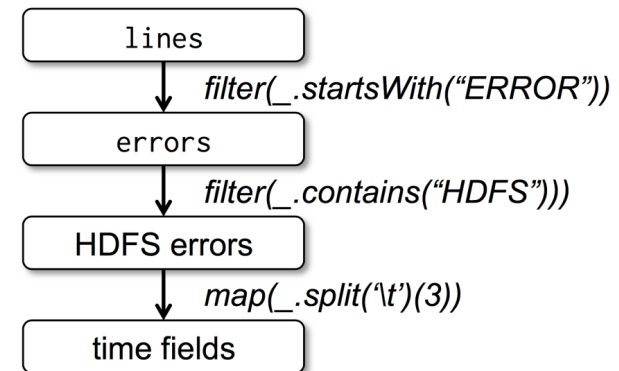 lines
filter(_.startsWith(“ERROR”))
errors
filter(_.contains(“HDFS”)))
HDFS errors
map(_.split(‘\t’)(3))
time fields